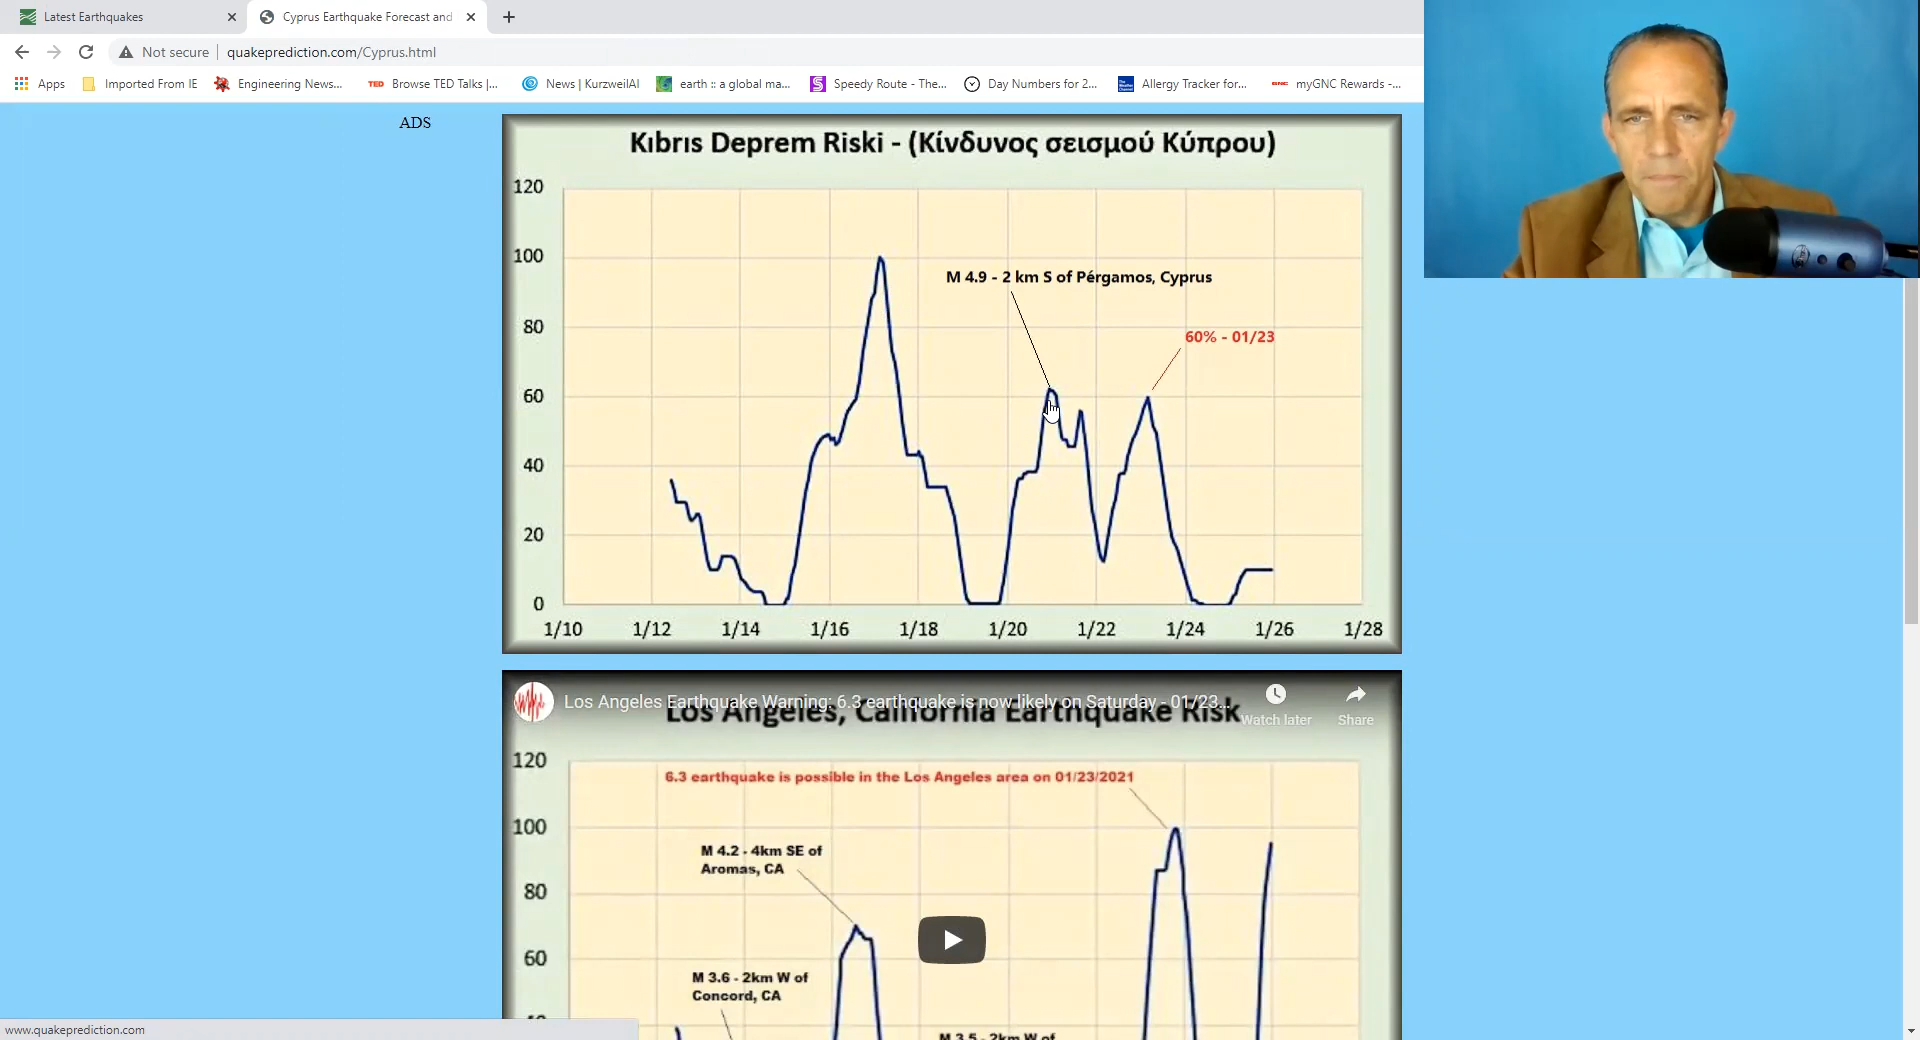 Latest Earthquakes
Cyprus Earthquake Forecast and
Not secure
quakeprediction.com/Cyprus.html
Apps
Imported From IE
Engineering News...
TED
Browse TED Talks |...
News | KurzweilAI
earth :: a global ma...
Speedy Route - The...
Day Numbers for 2...
Allergy Tracker for...
GNC
myGNC Rewards -...
ADS
Kıbrıs Deprem Riski - (Κίνδυνος σεισμού Κύπρου)
120
100
80
60
40
20
0
M 4.9 - 2 km S of Pérgamos, Cyprus
60% - 01/23
1/10 1/12 1/14 1/16 1/18 1/20 1/22 1/24 1/26 1/28
Los Angeles Earthquake Warning: 6.3 earthquake is now likely on Saturday - 01/23...
Watch later
Share
Los Angeles, California Earthquake Risk
120
100
80
60
40
6.3 earthquake is possible in the Los Angeles area on 01/23/2021
M 4.2 - 4km SE of
Aromas, CA
M 3.6 - 2km W of
Concord, CA
M 3.5 - 2km W of
www.quakeprediction.com